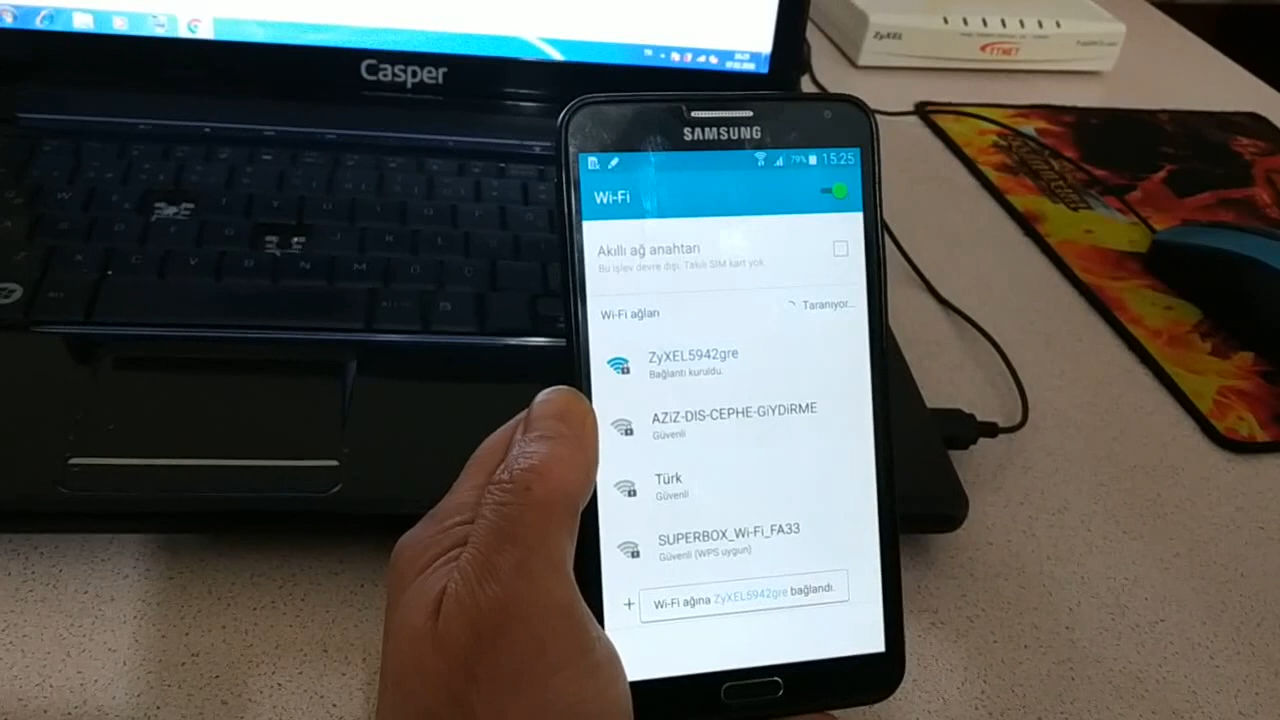 Casper
ZyXEL
TTNET
SAMSUNG
79% 15:25
Wi-Fi
Akıllı ağ anahtarı
Bu işlev devre dışı. Takılı SIM kart yok.
Wi-Fi ağları
Taranıyor...
ZyXEL5942gre
Bağlantı kuruldu.
AZiZ-DIS-CEPHE-GiYDiRME
Güvenli
Türk
Güvenli
SUPERBOX_Wi-Fi_FA33
Güvenli (WPS uygun)
+
Wi-Fi ağına ZyXEL5942gre bağlandı.